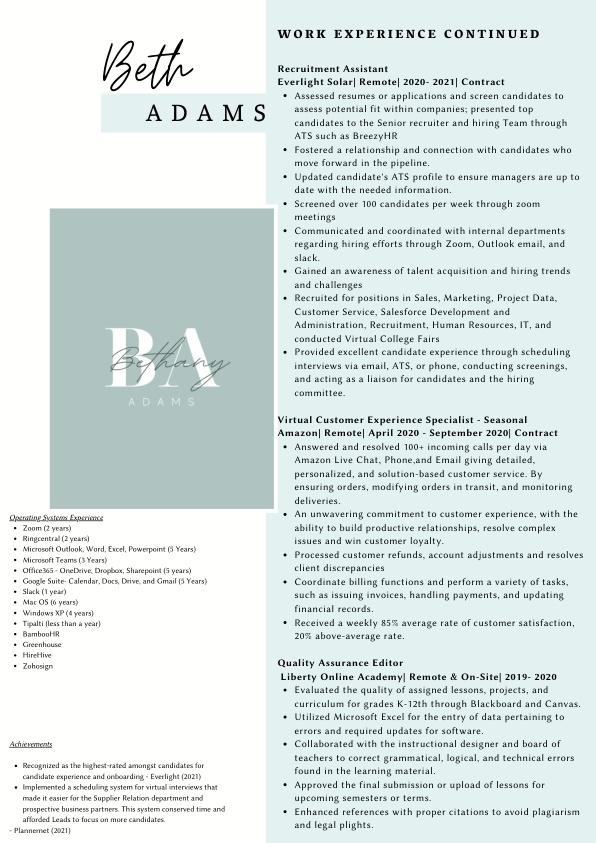 Beth
ADAMS
BA
Bethany
ADAMS
Operating Systems Experience
• Zoom (2 years)
• Ringcentral (2 years)
• Microsoft Outlook, Word, Excel, Powerpoint (5 Years)
• Microsoft Teams (3 Years)
• Office365 - OneDrive, Dropbox, Sharepoint (5 years)
• Google Suite- Calendar, Docs, Drive, and Gmail (5 Years)
• Slack (1 year)
• Mac OS (6 years)
• Windows XP (4 years)
• Tipalti (less than a year)
• BambooHR
• Greenhouse
• HireHive
• Zohosign
Achievements
• Recognized as the highest-rated amongst candidates for
candidate experience and onboarding - Everlight (2021)
• Implemented a scheduling system for virtual interviews that
made it easier for the Supplier Relation department and
prospective business partners. This system conserved time and
afforded Leads to focus on more candidates.
- Plannernet (2021)
WORK EXPERIENCE CONTINUED
Recruitment Assistant
Everlight Solar| Remote| 2020- 2021| Contract
• Assessed resumes or applications and screen candidates to
assess potential fit within companies; presented top
candidates to the Senior recruiter and hiring Team through
ATS such as BreezyHR
• Fostered a relationship and connection with candidates who
move forward in the pipeline.
• Updated candidate's ATS profile to ensure managers are up to
date with the needed information.
• Screened over 100 candidates per week through zoom
meetings
• Communicated and coordinated with internal departments
regarding hiring efforts through Zoom, Outlook email, and
slack.
• Gained an awareness of talent acquisition and hiring trends
and challenges
• Recruited for positions in Sales, Marketing, Project Data,
Customer Service, Salesforce Development and
Administration, Recruitment, Human Resources, IT, and
conducted Virtual College Fairs
• Provided excellent candidate experience through scheduling
interviews via email, ATS, or phone, conducting screenings,
and acting as a liaison for candidates and the hiring
committee.
Virtual Customer Experience Specialist - Seasonal
Amazon| Remote| April 2020 - September 2020| Contract
• Answered and resolved 100+ incoming calls per day via
Amazon Live Chat, Phone,and Email giving detailed,
personalized, and solution-based customer service. By
ensuring orders, modifying orders in transit, and monitoring
deliveries.
• An unwavering commitment to customer experience, with the
ability to build productive relationships, resolve complex
issues and win customer loyalty.
• Processed customer refunds, account adjustments and resolves
client discrepancies
• Coordinate billing functions and perform a variety of tasks,
such as issuing invoices, handling payments, and updating
financial records.
• Received a weekly 85% average rate of customer satisfaction,
20% above-average rate.
Quality Assurance Editor
Liberty Online Academy| Remote & On-Site| 2019- 2020
• Evaluated the quality of assigned lessons, projects, and
curriculum for grades K-12th through Blackboard and Canvas.
• Utilized Microsoft Excel for the entry of data pertaining to
errors and required updates for software.
• Collaborated with the instructional designer and board of
teachers to correct grammatical, logical, and technical errors
found in the learning material.
• Approved the final submission or upload of lessons for
upcoming semesters or terms.
• Enhanced references with proper citations to avoid plagiarism
and legal plights.